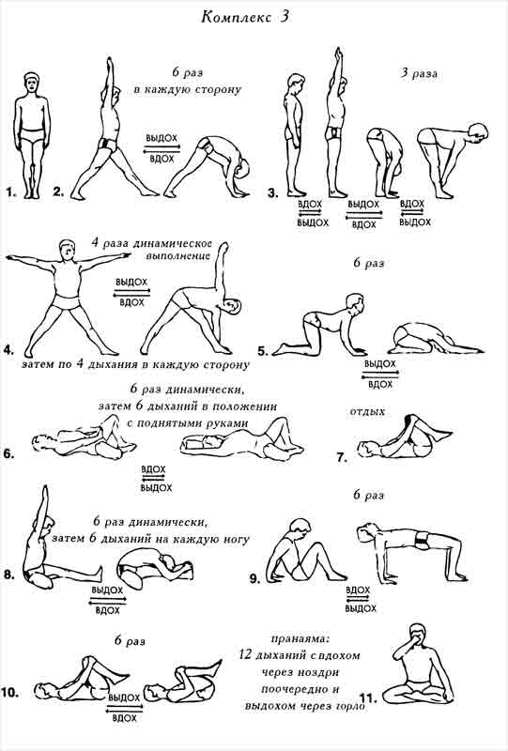 Комплекс 3
1.
2.
6 раз
в каждую сторону
ВЫДОХ
ВДОХ
3.
3 раза
ВДОХ
ВЫДОХ
ВЫДОХ
ВДОХ
ВДОХ
ВЫДОХ
4.
4 раза динамическое
выполнение
ВЫДОХ
ВДОХ
затем по 4 дыхания в каждую сторону
5.
6 раз
ВЫДОХ
ВДОХ
6.
6 раз динамически,
затем 6 дыханий в положении
с поднятыми руками
ВДОХ
ВЫДОХ
7.
отдых
8.
6 раз динамически,
затем 6 дыханий на каждую ногу
ВЫДОХ
ВДОХ
9.
6 раз
ВДОХ
ВЫДОХ
10.
6 раз
ВЫДОХ
ВДОХ
11.
пранаяма:
12 дыханий с вдохом
через ноздри
поочередно и
выдохом через горло